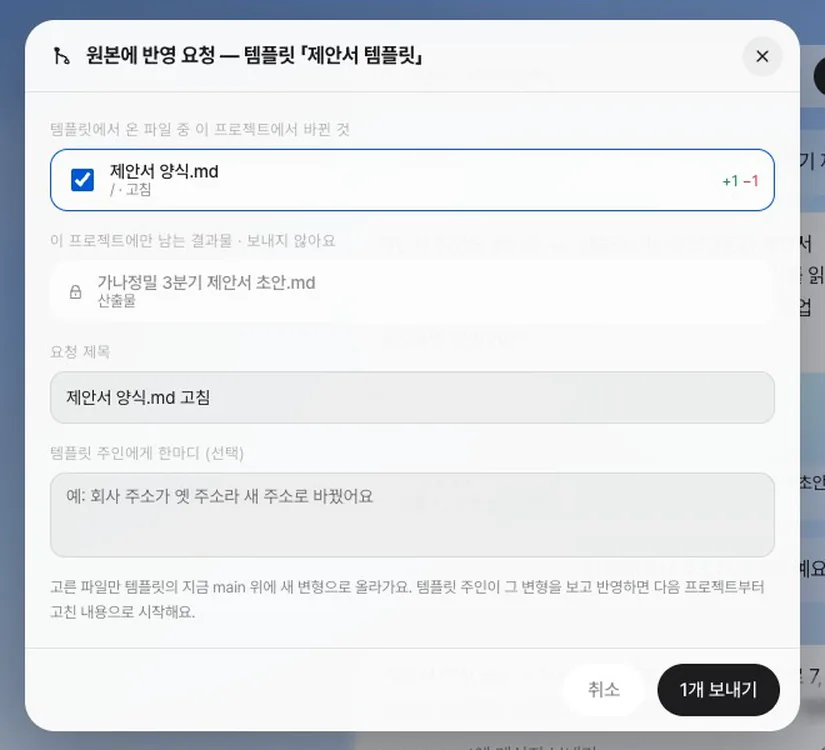 원본에 반영 요청 — 템플릿 「제안서 템플릿」
템플릿에서 온 파일 중 이 프로젝트에서 바뀐 것
제안서 양식.md
/ · 고침
+1 −1
이 프로젝트에만 남는 결과물 · 보내지 않아요
가나정밀 3분기 제안서 초안.md
산출물
요청 제목
제안서 양식.md 고침
템플릿 주인에게 한마디 (선택)
예: 회사 주소가 옛 주소라 새 주소로 바꿨어요
고른 파일만 템플릿의 지금 main 위에 새 변형으로 올라가요. 템플릿 주인이 그 변형을 보고 반영하면 다음 프로젝트부터
고친 내용으로 시작해요.
취소
1개 보내기